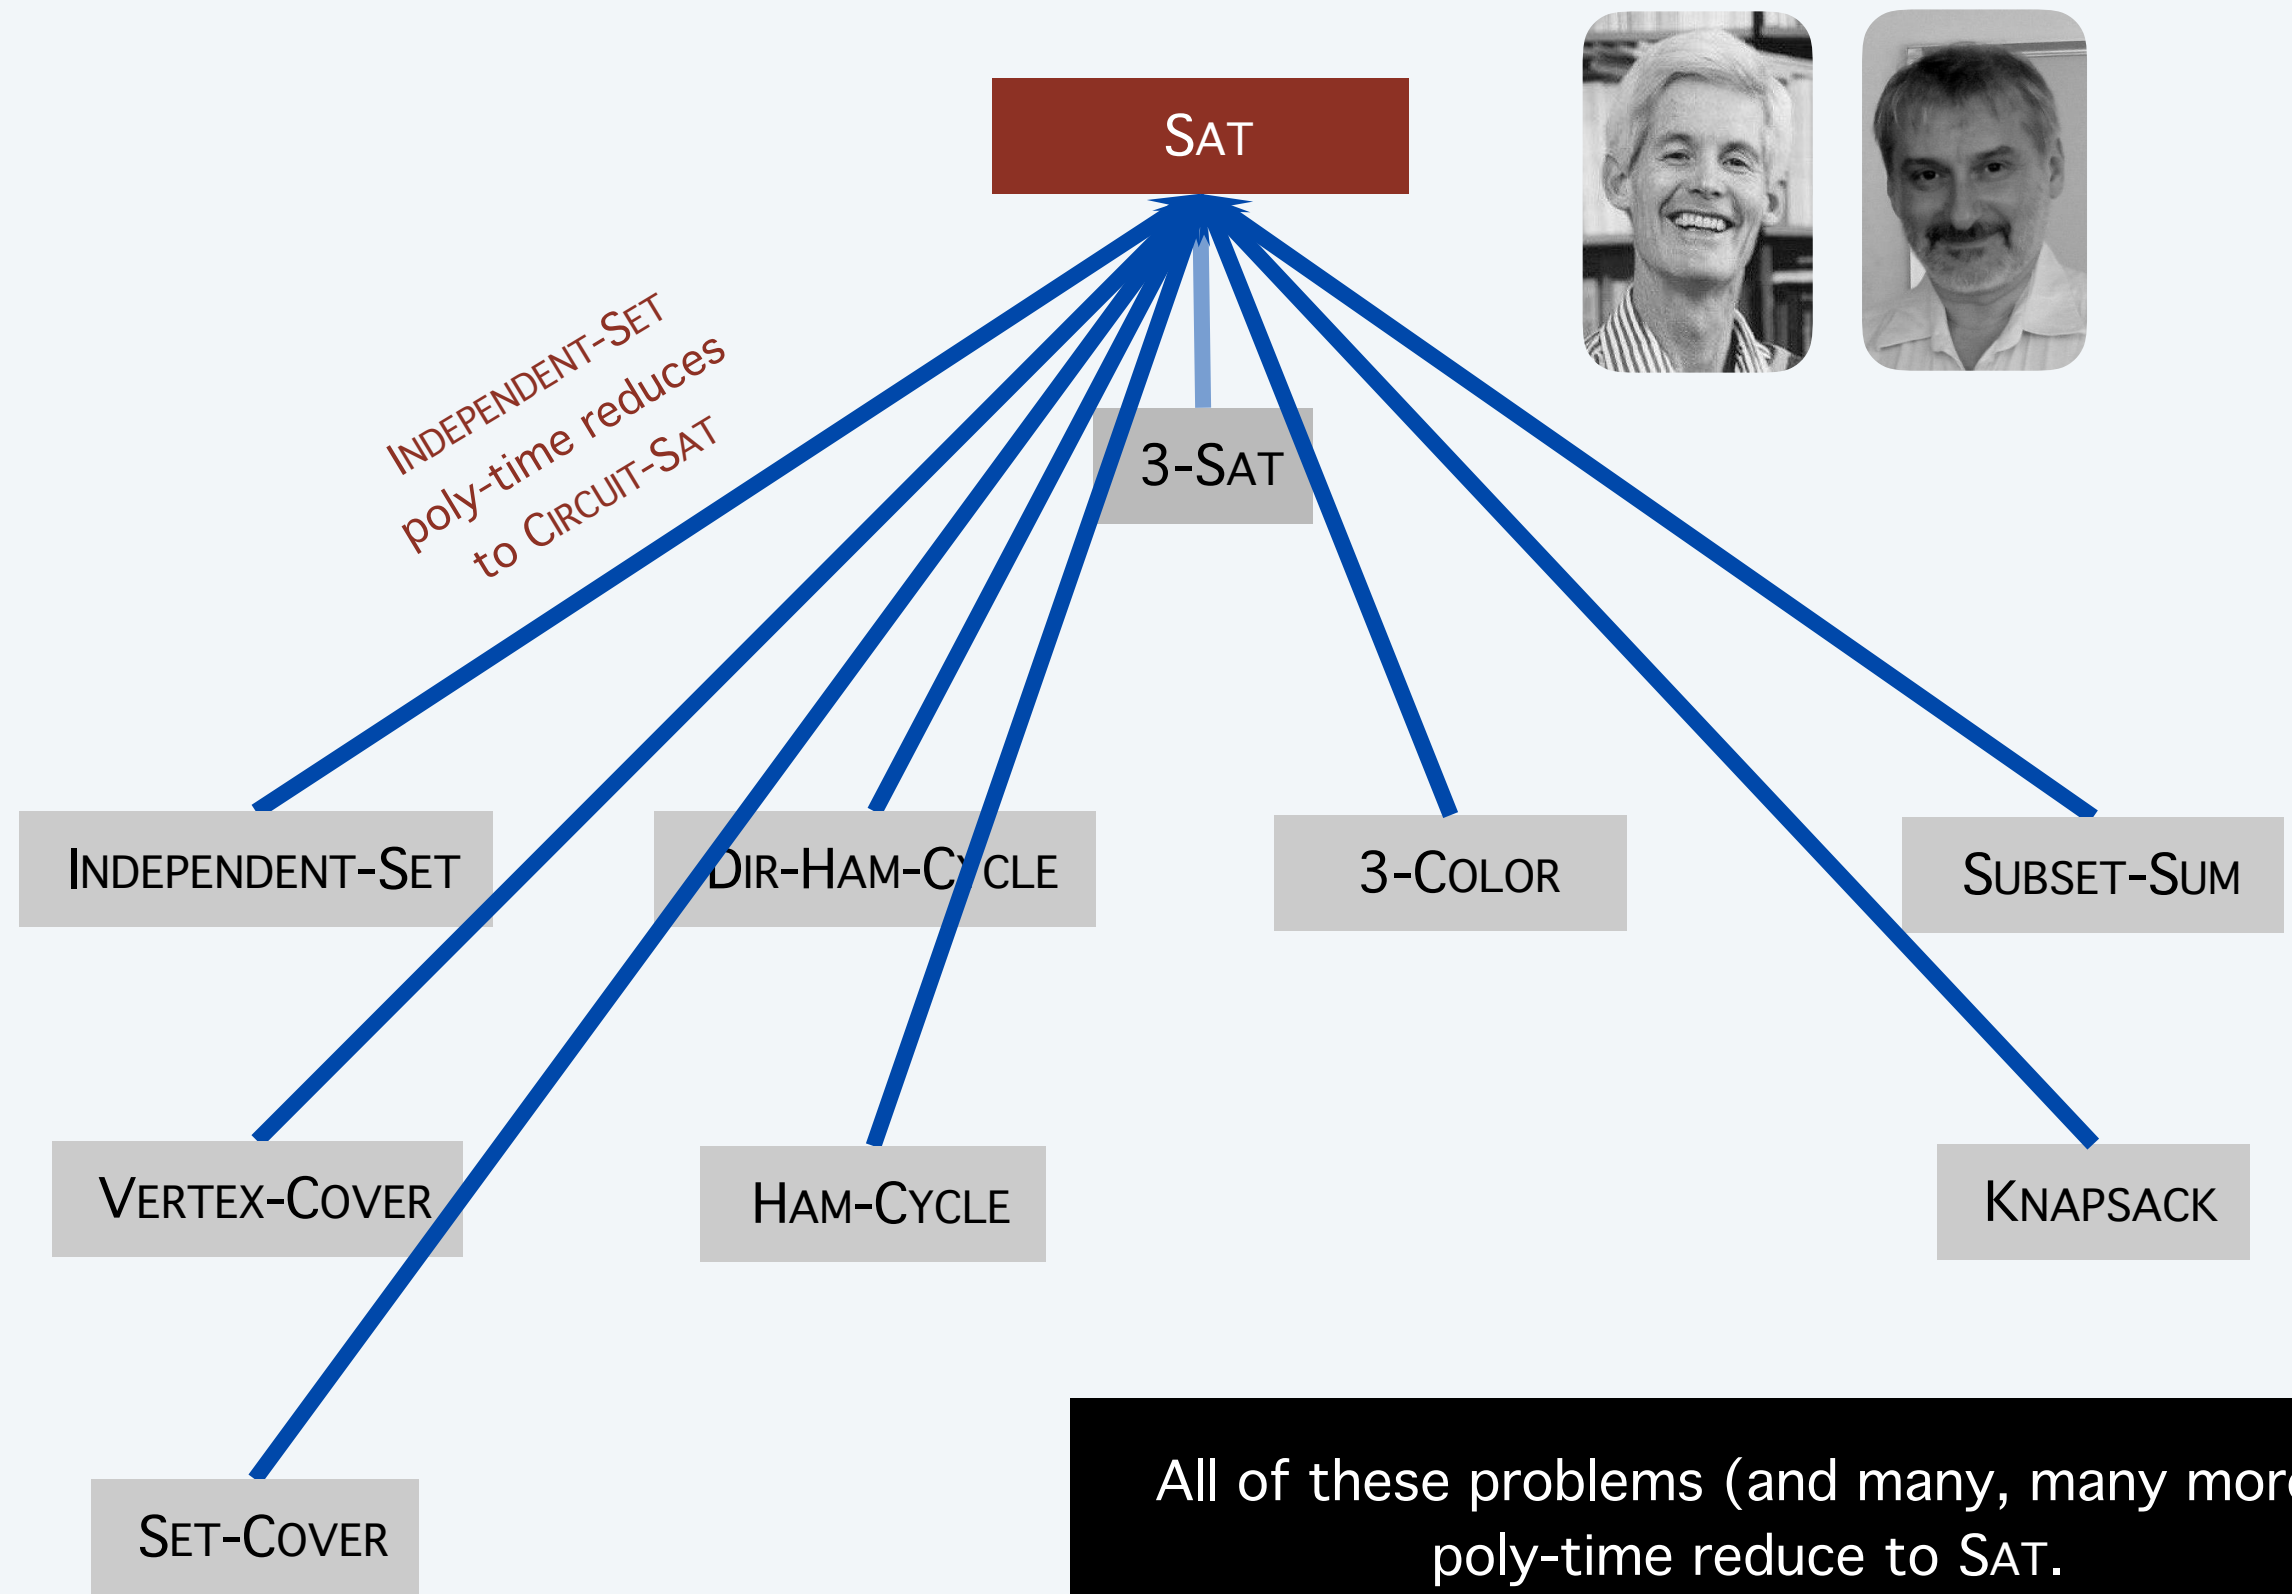 SAT
INDEPENDENT-SET
poly-time reduces
to CIRCUIT-SAT
3-SAT
INDEPENDENT-SET
DIR-HAM-CYCLE
3-COLOR
SUBSET-SUM
VERTEX-COVER
HAM-CYCLE
KNAPSACK
SET-COVER
All of these problems (and many, many more
poly-time reduce to SAT.